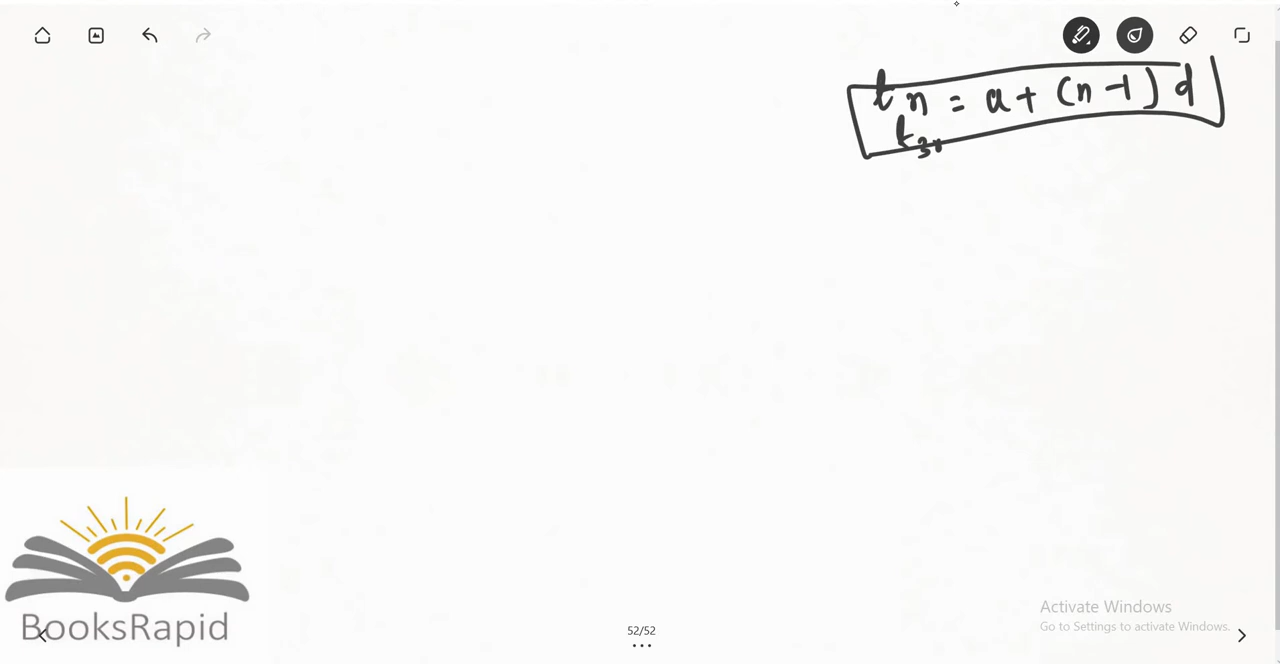 tn = a + (n-1) d
t30
BooksRapid
52/52
Activate Windows
Go to Settings to activate Windows.